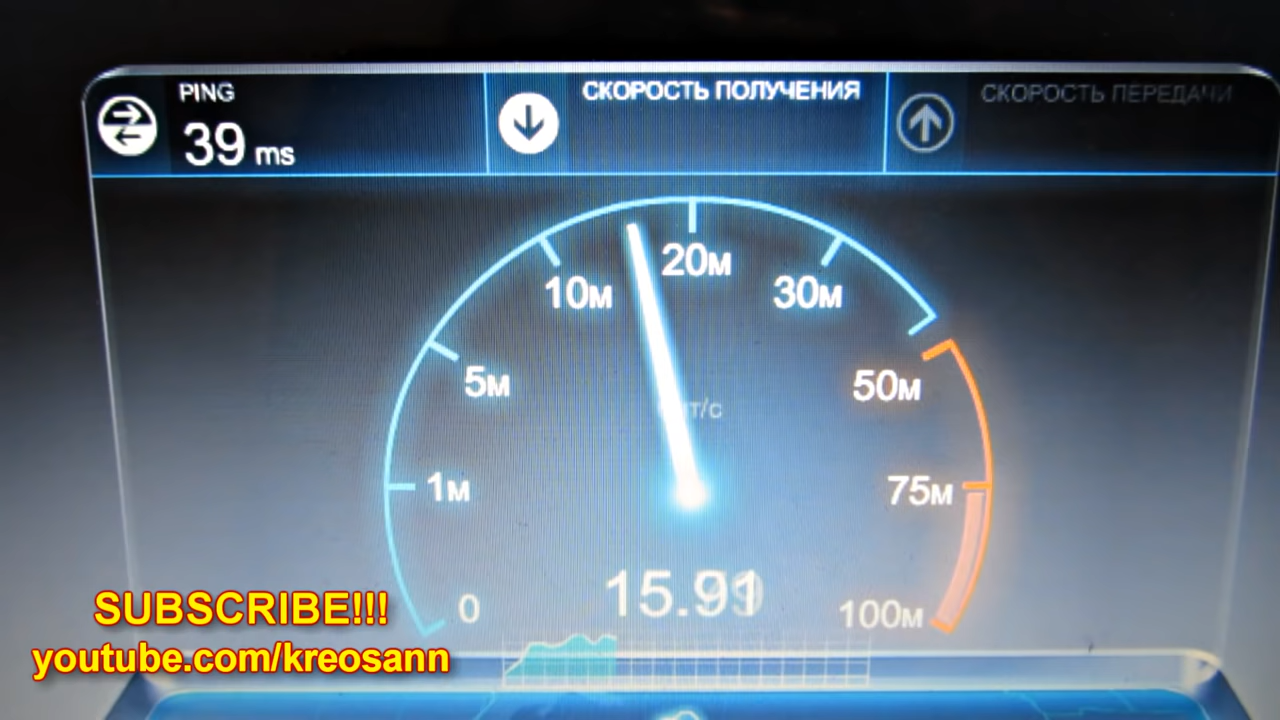 PING
39 ms
СКОРОСТЬ ПОЛУЧЕНИЯ
СКОРОСТЬ ПЕРЕДАЧИ
20м
10м
30м
5м
50м
1м
75м
0
100м
SUBSCRIBE!!!
youtube.com/kreosann